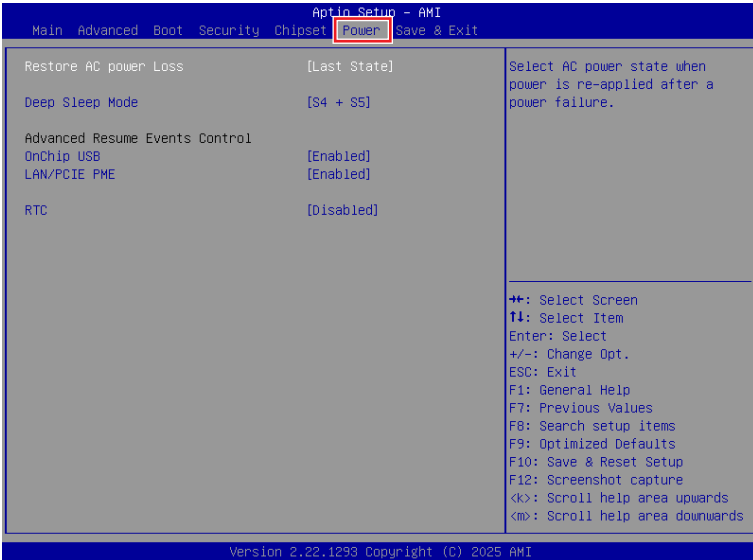 Aptio Setup – AMI
Main Advanced Boot Security Chipset Power Save & Exit
Restore AC power Loss [Last State]
Deep Sleep Mode [S4 + S5]
Advanced Resume Events Control
OnChip USB [Enabled]
LAN/PCIE PME [Enabled]
RTC [Disabled]
Select AC power state when
power is re-applied after a
power failure.
→←: Select Screen
↑↓: Select Item
Enter: Select
+/-: Change Opt.
ESC: Exit
F1: General Help
F7: Previous Values
F8: Search setup items
F9: Optimized Defaults
F10: Save & Reset Setup
F12: Screenshot capture
<k>: Scroll help area upwards
<m>: Scroll help area downwards
Version 2.22.1293 Copyright (C) 2025 AMI